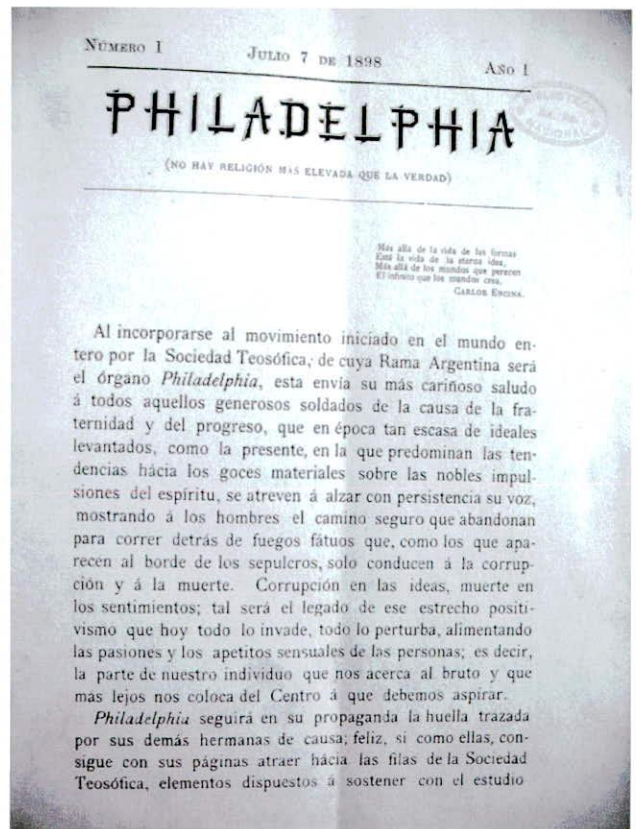 NÚMERO 1 JULIO 7 DE 1898 AÑO 1
BIBLIOTECA
NACIONAL
PHILADELPHIA
(NO HAY RELIGIÓN MÁS ELEVADA QUE LA VERDAD)
Más allá de la vida de las formas
Está la vida de la eterna idea,
Más allá de los mundos que perecen
El infinito que los mundos crea.
CARLOS ENCINA.
Al incorporarse al movimiento iniciado en el mundo en-
tero por la Sociedad Teosófica, de cuya Rama Argentina será
el órgano Philadelphia, esta envía su más cariñoso saludo
á todos aquellos generosos soldados de la causa de la fra-
ternidad y del progreso, que en época tan escasa de ideales
levantados, como la presente, en la que predominan las ten-
dencias hácia los goces materiales sobre las nobles impul-
siones del espíritu, se atreven á alzar con persistencia su voz,
mostrando á los hombres el camino seguro que abandonan
para correr detrás de fuegos fátuos que, como los que apa-
recen al borde de los sepulcros, solo conducen á la corrup-
ción y á la muerte. Corrupción en las ideas, muerte en
los sentimientos; tal será el legado de ese estrecho positi-
vismo que hoy todo lo invade, todo lo perturba, alimentando
las pasiones y los apetitos sensuales de las personas; es decir,
la parte de nuestro individuo que nos acerca al bruto y que
más lejos nos coloca del Centro á que debemos aspirar.
Philadelphia seguirá en su propaganda la huella trazada
por sus demás hermanas de causa; feliz, si como ellas, con-
sigue con sus páginas atraer hácia las filas de la Sociedad
Teosófica, elementos dispuestos á sostener con el estudio